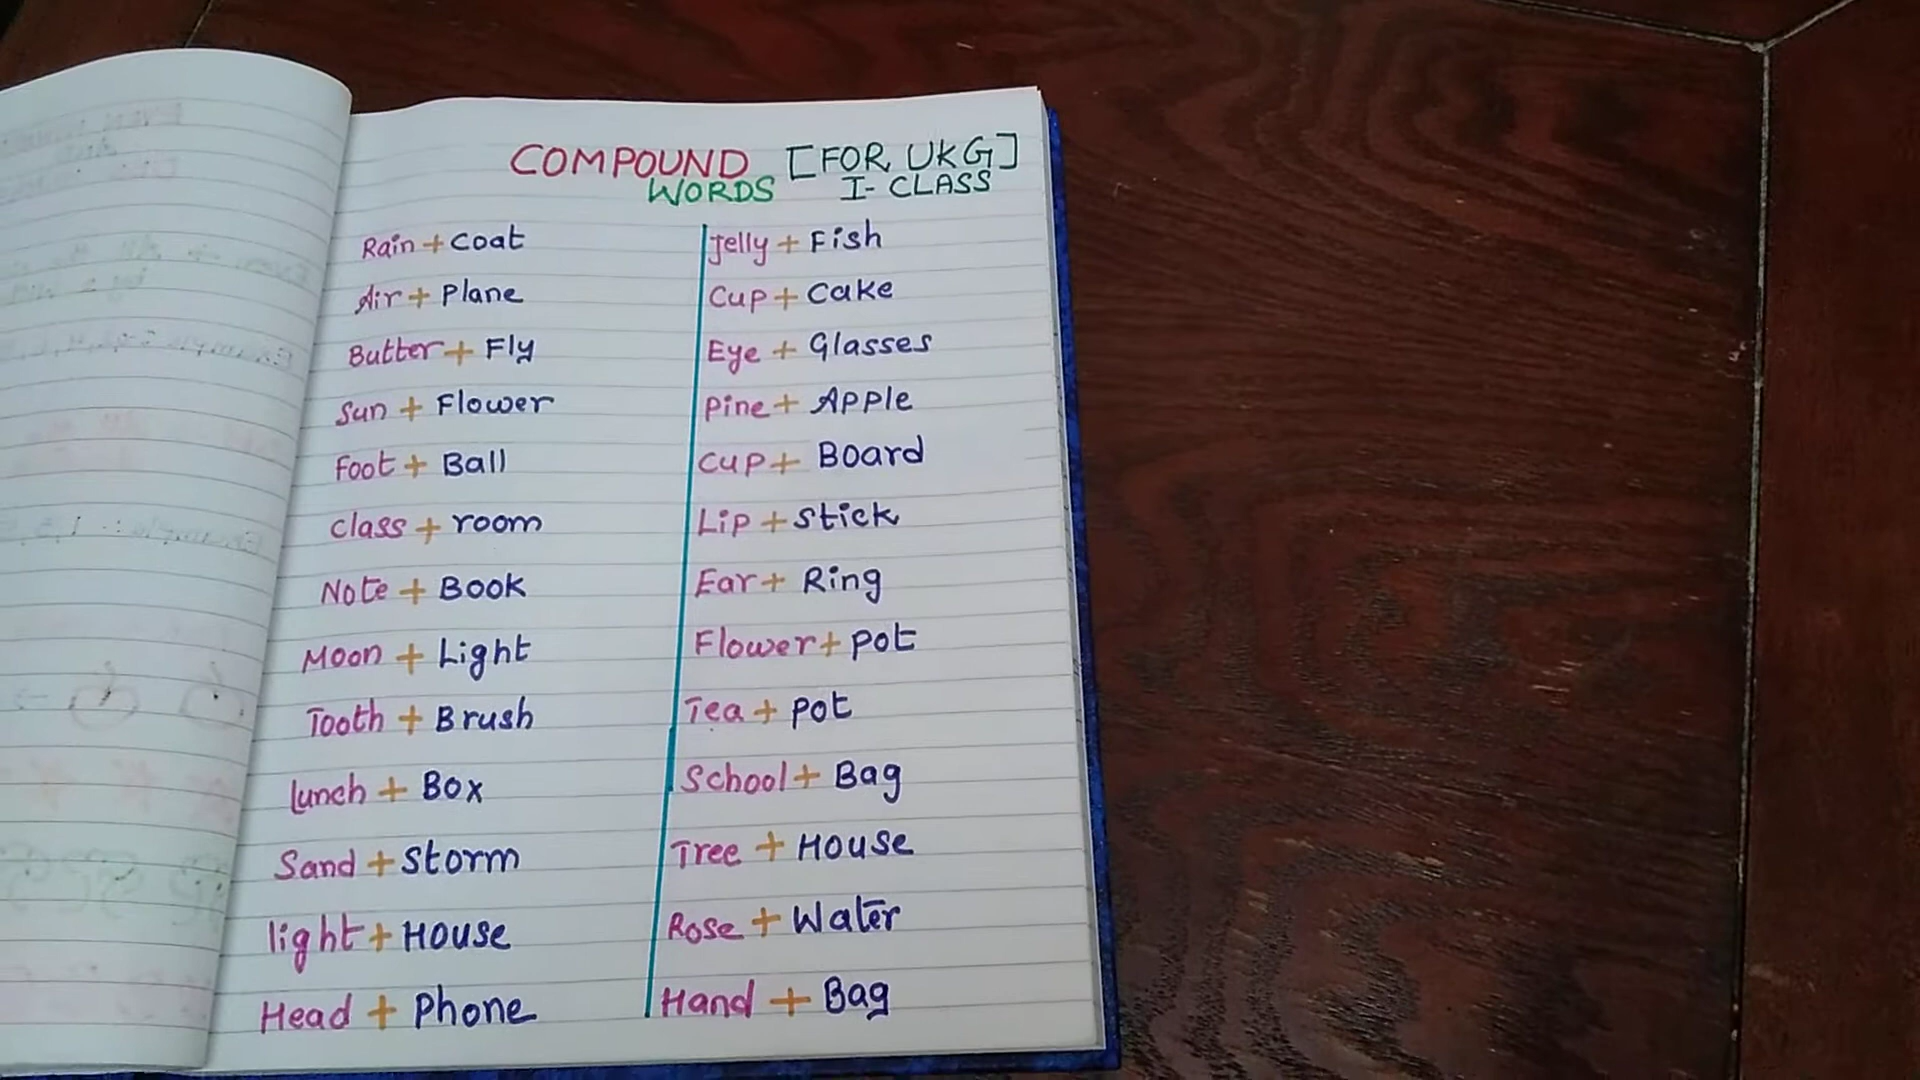 COMPOUND [FOR UKG]
WORDS I- CLASS
Rain + Coat
Air + Plane
Butter + Fly
Sun + Flower
Foot + Ball
Class + room
Note + Book
Moon + Light
Tooth + Brush
Lunch + Box
Sand + Storm
light + House
Head + Phone
Jelly + Fish
Cup + Cake
Eye + Glasses
Pine + Apple
Cup + Board
Lip + Stick
Ear + Ring
Flower + Pot
Tea + Pot
School + Bag
Tree + House
Rose + Water
Hand + Bag